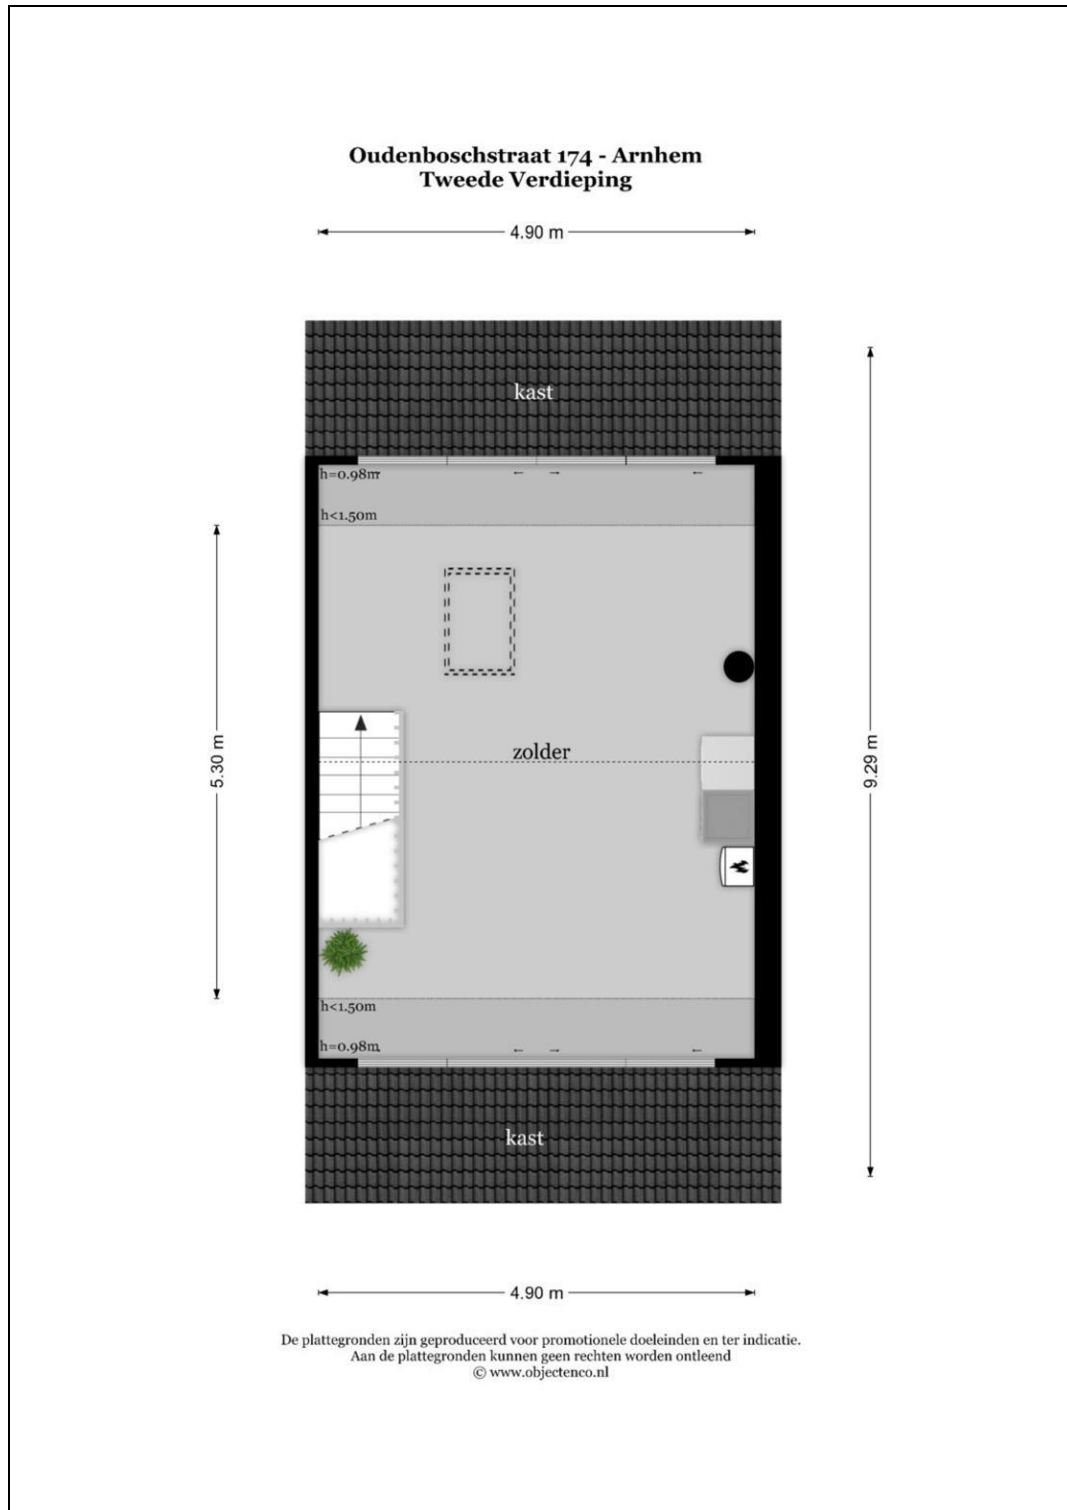 Oudenboschstraat 174 - Arnhem
Tweede Verdieping
4.90 m
kast
h=0.98m
h<1.50m
5.30 m
zolder
9.29 m
h<1.50m
h=0.98m
kast
4.90 m
De plattegronden zijn geproduceerd voor promotionele doeleinden en ter indicatie.
Aan de plattegronden kunnen geen rechten worden ontleend
© www.objectenco.nl